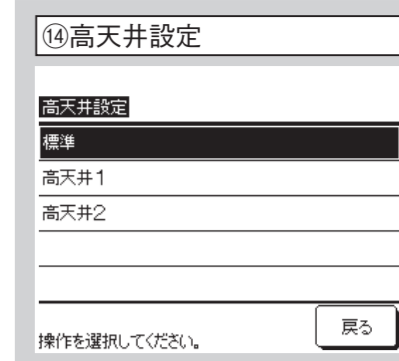 ⑭高天井設定
高天井設定
標準
高天井1
高天井2
操作を選択してください。
戻る